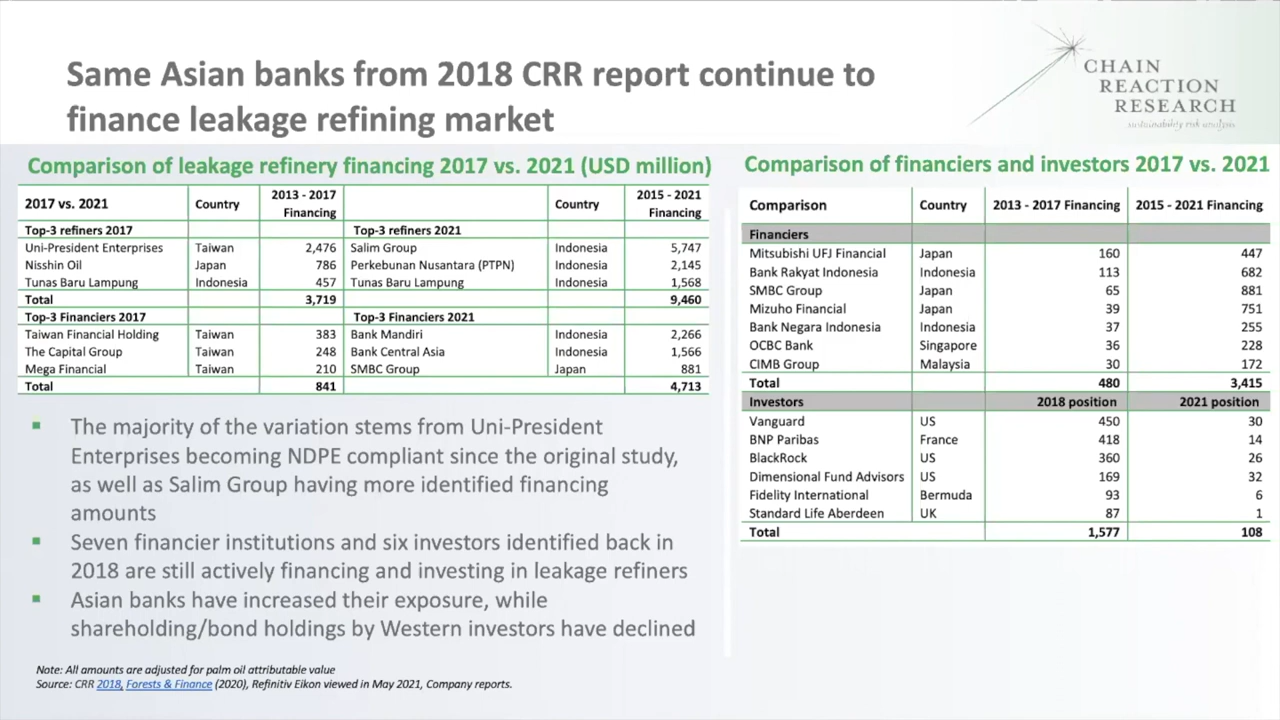 Same Asian banks from 2018 CRR report continue to
finance leakage refining market
CHAIN
REACTION
RESEARCH
sustainability risk analysis
Comparison of leakage refinery financing 2017 vs. 2021 (USD million)
2017 vs. 2021 Country 2013 - 2017 Financing Country 2015 - 2021 Financing
Top-3 refiners 2017 Top-3 refiners 2021
Uni-President Enterprises Taiwan 2,476 Salim Group Indonesia 5,747
Nisshin Oil Japan 786 Perkebunan Nusantara (PTPN) Indonesia 2,145
Tunas Baru Lampung Indonesia 457 Tunas Baru Lampung Indonesia 1,568
Total 3,719 9,460
Top-3 Financiers 2017 Top-3 Financiers 2021
Taiwan Financial Holding Taiwan 383 Bank Mandiri Indonesia 2,266
The Capital Group Taiwan 248 Bank Central Asia Indonesia 1,566
Mega Financial Taiwan 210 SMBC Group Japan 881
Total 841 4,713
The majority of the variation stems from Uni-President
Enterprises becoming NDPE compliant since the original study,
as well as Salim Group having more identified financing
amounts
Seven financier institutions and six investors identified back in
2018 are still actively financing and investing in leakage refiners
Asian banks have increased their exposure, while
shareholding/bond holdings by Western investors have declined
Comparison of financiers and investors 2017 vs. 2021
Comparison Country 2013 - 2017 Financing 2015 - 2021 Financing
Financiers
Mitsubishi UFJ Financial Japan 160 447
Bank Rakyat Indonesia Indonesia 113 682
SMBC Group Japan 65 881
Mizuho Financial Japan 39 751
Bank Negara Indonesia Indonesia 37 255
OCBC Bank Singapore 36 228
CIMB Group Malaysia 30 172
Total 480 3,415
Investors 2018 position 2021 position
Vanguard US 450 30
BNP Paribas France 418 14
BlackRock US 360 26
Dimensional Fund Advisors US 169 32
Fidelity International Bermuda 93 6
Standard Life Aberdeen UK 87 1
Total 1,577 108
Note: All amounts are adjusted for palm oil attributable value
Source: CRR 2018, Forests & Finance (2020), Refinitiv Eikon viewed in May 2021, Company reports.